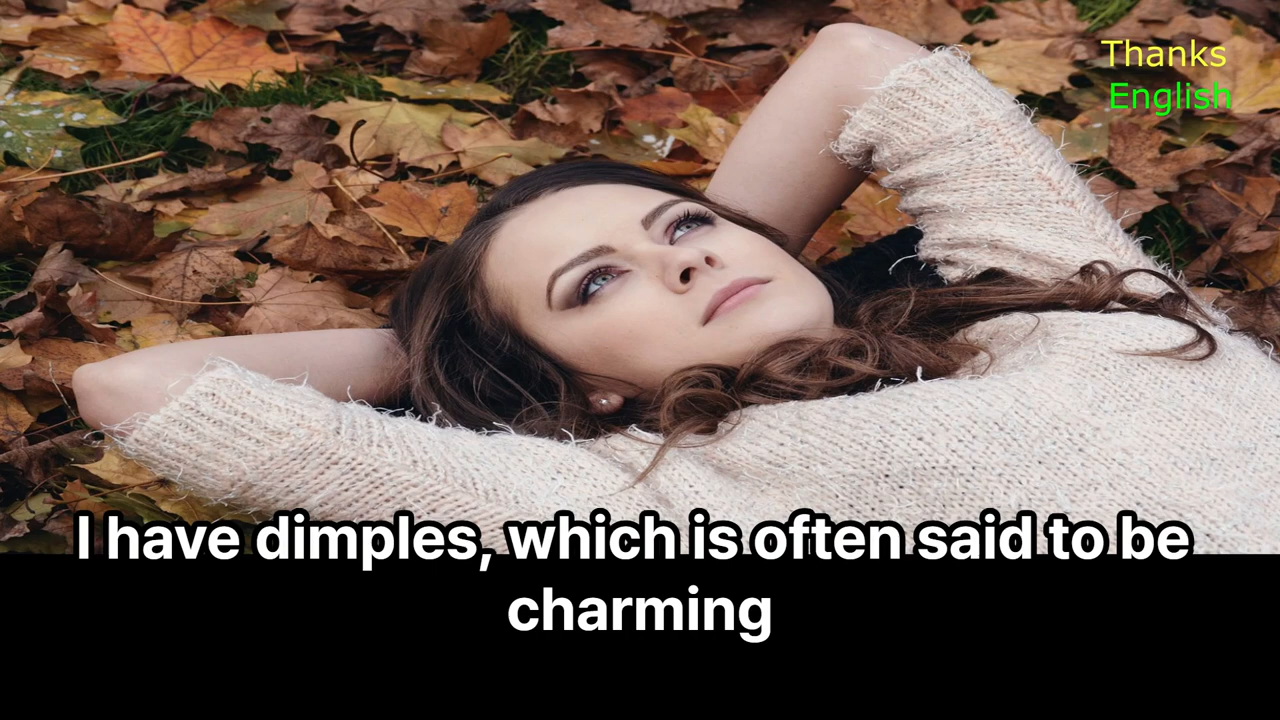 Thanks
English
I have dimples, which is often said to be
charming